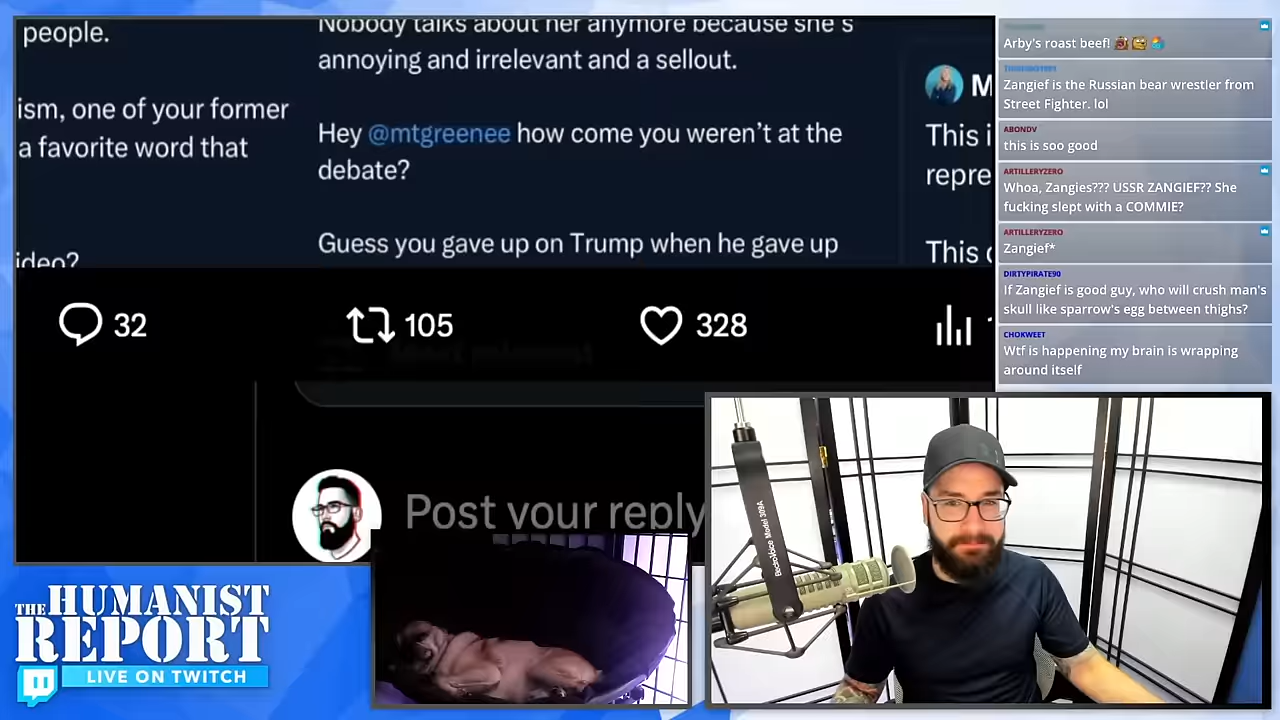 people.
ism, one of your former
a favorite word that
ideo?
Nobody talks about her anymore because she's
annoying and irrelevant and a sellout.
Hey @mtgreenee how come you weren't at the
debate?
Guess you gave up on Trump when he gave up
M
This i
repre
This c
32
105
328
Post your reply
Arby's roast beef!
Zangief is the Russian bear wrestler from
Street Fighter. lol
ABONDV
this is soo good
ARTILLERYZERO
Whoa, Zangies??? USSR ZANGIEF?? She
fucking slept with a COMMIE?
ARTILLERYZERO
Zangief*
DIRTYPIRATE90
If Zangief is good guy, who will crush man's
skull like sparrow's egg between thighs?
CHOKWEET
Wtf is happening my brain is wrapping
around itself
ElectroVoice Model 309A
THE HUMANIST
REPORT
LIVE ON TWITCH